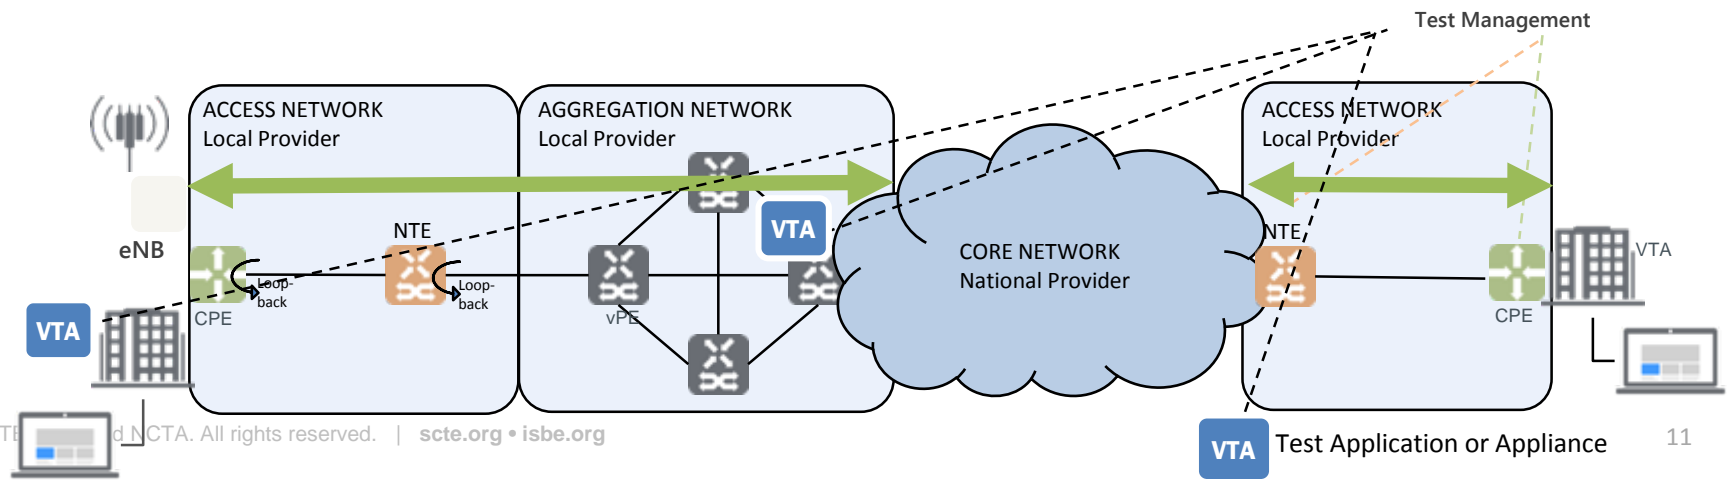 Test Management
ACCESS NETWORK
Local Provider
AGGREGATION NETWORK
Local Provider
ACCESS NETWORK
Local Provider
eNB
NTE
VTA
CORE NETWORK
National Provider
NTE
VTA
Loop-
back
Loop-
back
CPE
vPE
CPE
VTA
NCTA. All rights reserved. | scte.org • isbe.org
VTA
Test Application or Appliance
11